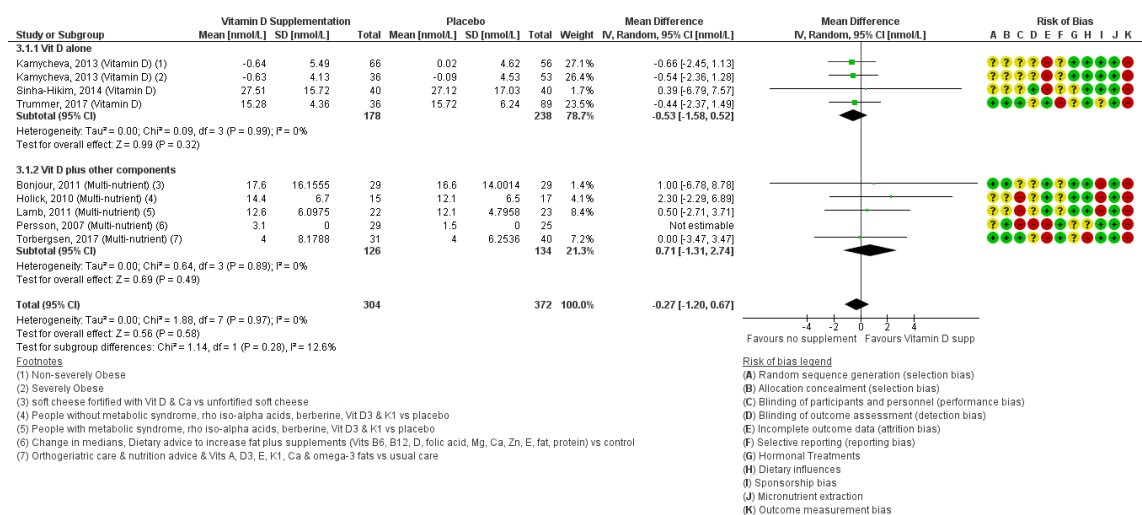 Vitamin D Supplementation Placebo Mean Difference Mean Difference Risk of Bias
Study or Subgroup Mean [nmol/L] SD [nmol/L] Total Mean [nmol/L] SD [nmol/L] Total Weight IV, Random, 95% CI [nmol/L] IV, Random, 95% CI [nmol/L] A B C D E F G H I J K
3.1.1 Vit D alone
Kamycheva, 2013 (Vitamin D) (1) -0.64 5.49 66 0.02 4.62 56 27.1% -0.66 [-2.45, 1.13] ? ? ? ? - ? + + + + -
Kamycheva, 2013 (Vitamin D) (2) -0.63 4.13 36 -0.09 4.53 53 26.4% -0.54 [-2.36, 1.28]
Sinha-Hikim, 2014 (Vitamin D) 27.51 15.72 40 27.12 17.03 40 1.7% 0.39 [-6.79, 7.57]
Trummer, 2017 (Vitamin D) 15.28 4.36 36 15.72 6.24 89 23.5% -0.44 [-2.37, 1.49]
Subtotal (95% CI) 178 238 78.7% -0.53 [-1.58, 0.52]
Heterogeneity: Tau² = 0.00; Chi² = 0.09, df = 3 (P = 0.99); I² = 0%
Test for overall effect: Z = 0.99 (P = 0.32)
3.1.2 Vit D plus other components
Bonjour, 2011 (Multi-nutrient) (3) 17.6 16.1555 29 16.6 14.0014 29 1.4% 1.00 [-6.78, 8.78]
Holick, 2010 (Multi-nutrient) (4) 14.4 6.7 15 12.1 6.5 17 4.1% 2.30 [-2.29, 6.89]
Lamb, 2011 (Multi-nutrient) (5) 12.6 6.0975 22 12.1 4.7958 23 8.4% 0.50 [-2.71, 3.71]
Persson, 2007 (Multi-nutrient) (6) 3.1 0 29 1.5 0 25 Not estimable
Torbergsen, 2017 (Multi-nutrient) (7) 4 8.1788 31 4 6.2536 40 7.2% 0.00 [-3.47, 3.47]
Subtotal (95% CI) 126 134 21.3% 0.71 [-1.31, 2.74]
Heterogeneity: Tau² = 0.00; Chi² = 0.64, df = 3 (P = 0.89); I² = 0%
Test for overall effect: Z = 0.69 (P = 0.49)
Total (95% CI) 304 372 100.0% -0.27 [-1.20, 0.67]
Heterogeneity: Tau² = 0.00; Chi² = 1.88, df = 7 (P = 0.97); I² = 0%
Test for overall effect: Z = 0.56 (P = 0.58)
Test for subgroup differences: Chi² = 1.14, df = 1 (P = 0.28), I² = 12.6%
-4 -2 0 2 4
Favours no supplement Favours Vitamin D supp
Footnotes
(1) Non-severely Obese
(2) Severely Obese
(3) soft cheese fortified with Vit D & Ca vs unfortified soft cheese
(4) People without metabolic syndrome, rho iso-alpha acids, berberine, Vit D3 & K1 vs placebo
(5) People with metabolic syndrome, rho iso-alpha acids, berberine, Vit D3 & K1 vs placebo
(6) Change in medians, Dietary advice to increase fat plus supplements (Vits B6, B12, D, folic acid, Mg, Ca, Zn, E, fat, protein) vs control
(7) Orthogeriatric care & nutrition advice & Vits A, D3, E, K1, Ca & omega-3 fats vs usual care
Risk of bias legend
(A) Random sequence generation (selection bias)
(B) Allocation concealment (selection bias)
(C) Blinding of participants and personnel (performance bias)
(D) Blinding of outcome assessment (detection bias)
(E) Incomplete outcome data (attrition bias)
(F) Selective reporting (reporting bias)
(G) Hormonal Treatments
(H) Dietary influences
(I) Sponsorship bias
(J) Micronutrient extraction
(K) Outcome measurement bias